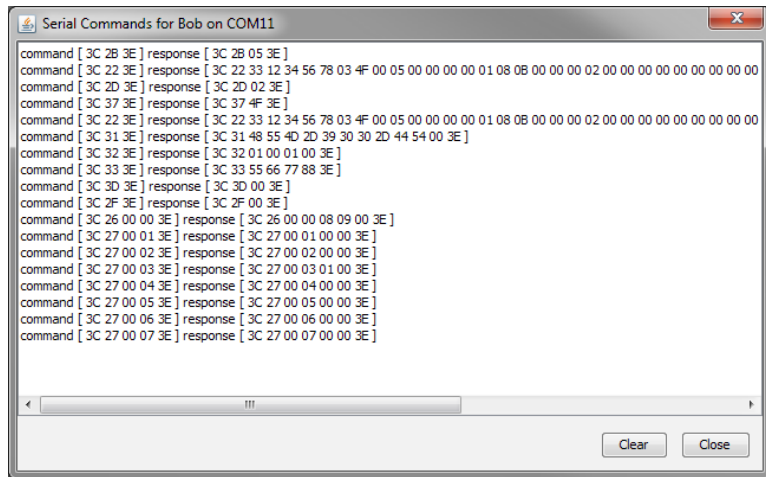 Serial Commands for Bob on COM11
command [ 3C 2B 3E ] response [ 3C 2B 05 3E ]
command [ 3C 22 3E ] response [ 3C 22 33 12 34 56 78 03 4F 00 05 00 00 00 00 01 08 0B 00 00 00 02 00 00 00 00 00 00 00 00 00
command [ 3C 2D 3E ] response [ 3C 2D 02 3E ]
command [ 3C 37 3E ] response [ 3C 37 4F 3E ]
command [ 3C 22 3E ] response [ 3C 22 33 12 34 56 78 03 4F 00 05 00 00 00 00 01 08 0B 00 00 00 02 00 00 00 00 00 00 00 00 00
command [ 3C 31 3E ] response [ 3C 31 48 55 4D 2D 39 30 30 2D 44 54 00 3E ]
command [ 3C 32 3E ] response [ 3C 32 01 00 01 00 3E ]
command [ 3C 33 3E ] response [ 3C 33 55 66 77 88 3E ]
command [ 3C 3D 3E ] response [ 3C 3D 00 3E ]
command [ 3C 2F 3E ] response [ 3C 2F 00 3E ]
command [ 3C 26 00 00 3E ] response [ 3C 26 00 00 08 09 00 3E ]
command [ 3C 27 00 01 3E ] response [ 3C 27 00 01 00 00 3E ]
command [ 3C 27 00 02 3E ] response [ 3C 27 00 02 00 00 3E ]
command [ 3C 27 00 03 3E ] response [ 3C 27 00 03 01 00 3E ]
command [ 3C 27 00 04 3E ] response [ 3C 27 00 04 00 00 3E ]
command [ 3C 27 00 05 3E ] response [ 3C 27 00 05 00 00 3E ]
command [ 3C 27 00 06 3E ] response [ 3C 27 00 06 00 00 3E ]
command [ 3C 27 00 07 3E ] response [ 3C 27 00 07 00 00 3E ]
Clear Close